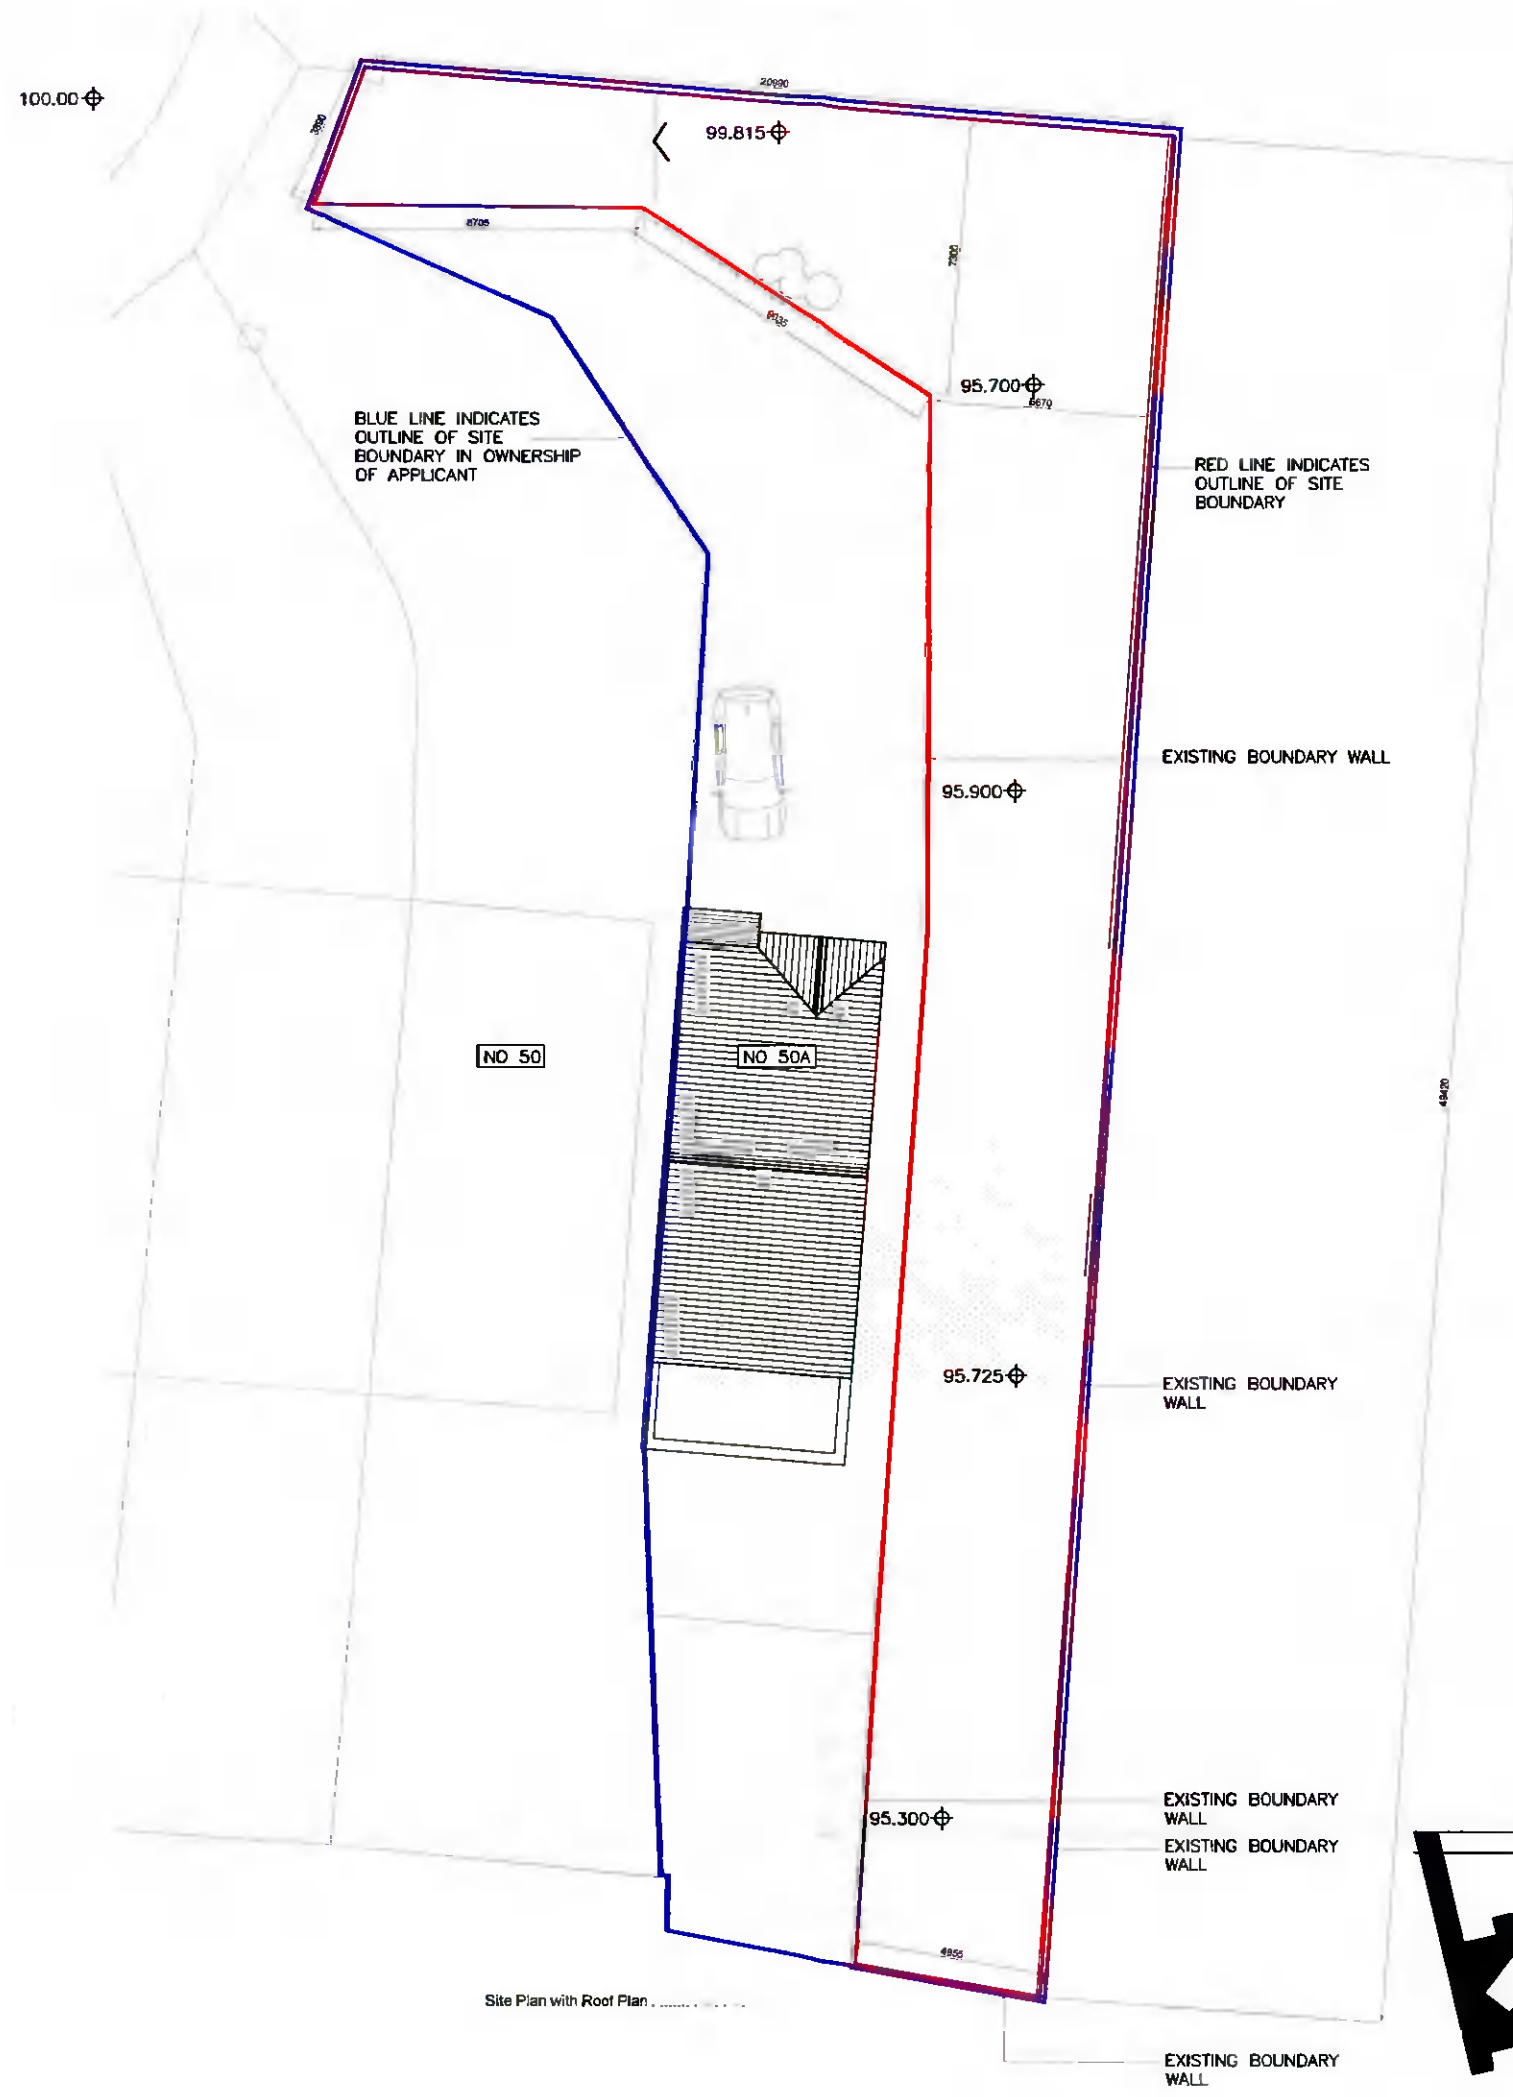 20990
100.00
99.815
3890
8705
7300
9035
95.700
6670
BLUE LINE INDICATES
OUTLINE OF SITE
BOUNDARY IN OWNERSHIP
OF APPLICANT
RED LINE INDICATES
OUTLINE OF SITE
BOUNDARY
EXISTING BOUNDARY WALL
95.900
NO 50
NO 50A
49420
95.725
EXISTING BOUNDARY
WALL
EXISTING BOUNDARY
WALL
95.300
EXISTING BOUNDARY
WALL
4955
Site Plan with Roof Plan
EXISTING BOUNDARY
WALL